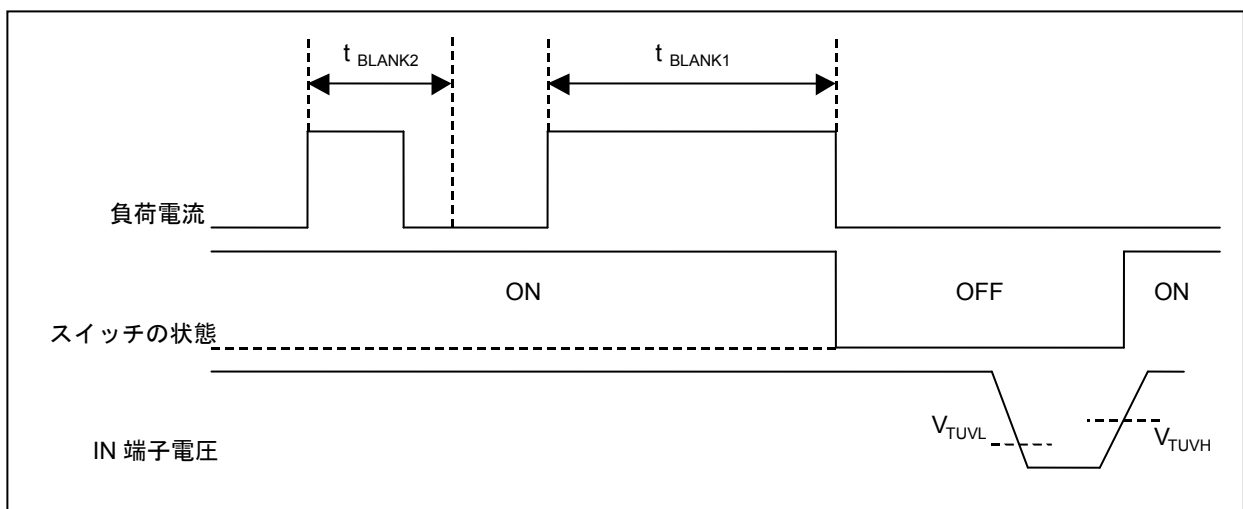 t BLANK2
t BLANK1
負荷電流
ON
OFF
ON
スイッチの状態
VTUVL
VTUVH
IN 端子電圧